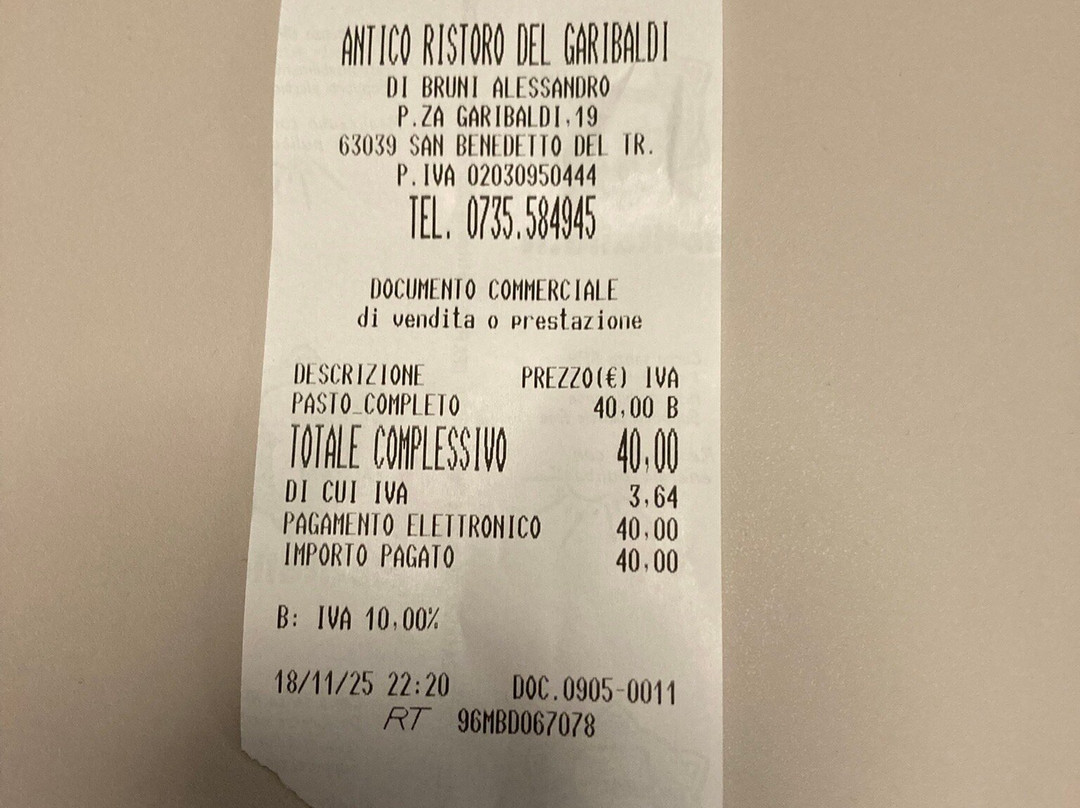 ANTICO RISTORO DEL GARIBALDI
DI BRUNI ALESSANDRO
P.ZA GARIBALDI,19
63039 SAN BENEDETTO DEL TR.
P.IVA 02030950444
TEL. 0735.584945
DOCUMENTO COMMERCIALE
di vendita o prestazione
DESCRIZIONE PREZZO(€) IVA
PASTO COMPLETO 40,00 B
TOTALE COMPLESSIVO 40,00
DI CUI IVA 3,64
PAGAMENTO ELETTRONICO 40,00
IMPORTO PAGATO 40,00
B: IVA 10,00%
18/11/25 22:20 DOC.0905-0011
RT 96MBD067078